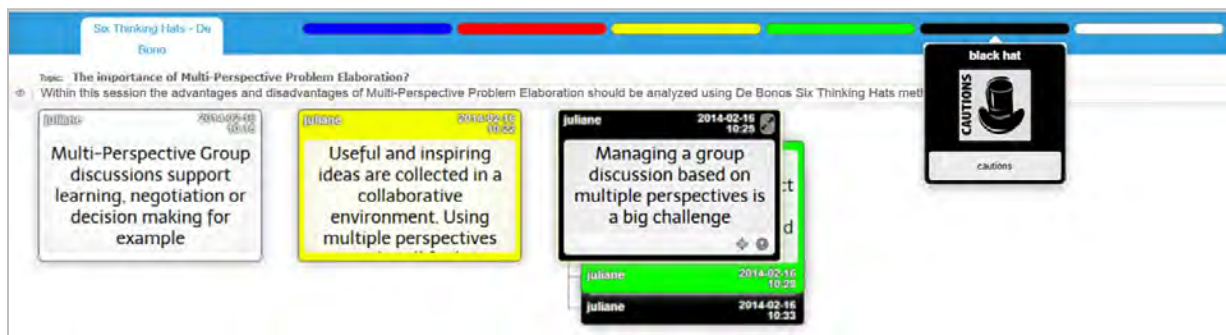 Six Thinking Hats - De
Bono
black hat
CAUTIONS
cautions
Topic: The importance of Multi-Perspective Problem Elaboration?
Within this session the advantages and disadvantages of Multi-Perspective Problem Elaboration should be analyzed using De Bonos Six Thinking Hats met
juliane 2014-02-16
10:16
Multi-Perspective Group
discussions support
learning, negotiation or
decision making for
example
juliane 2014-02-16
10:22
Useful and inspiring
ideas are collected in a
collaborative
environment. Using
multiple perspectives
juliane 2014-02-16
10:25
Managing a group
discussion based on
multiple perspectives is
a big challenge
ct
d
juliane 2014-02-16
10:28
juliane 2014-02-16
10:33